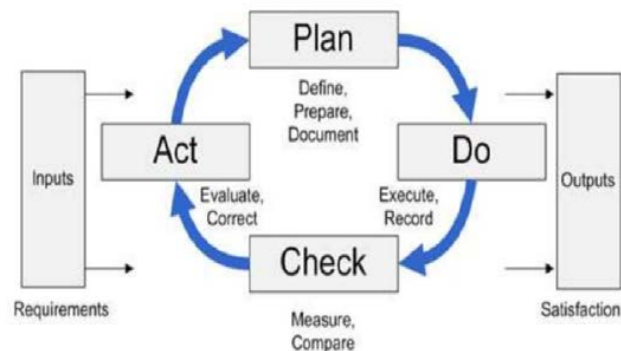 Plan
Define,
Prepare,
Document
Inputs
Act
Do
Outputs
Evaluate,
Correct
Execute,
Record
Check
Requirements
Satisfaction
Measure,
Compare